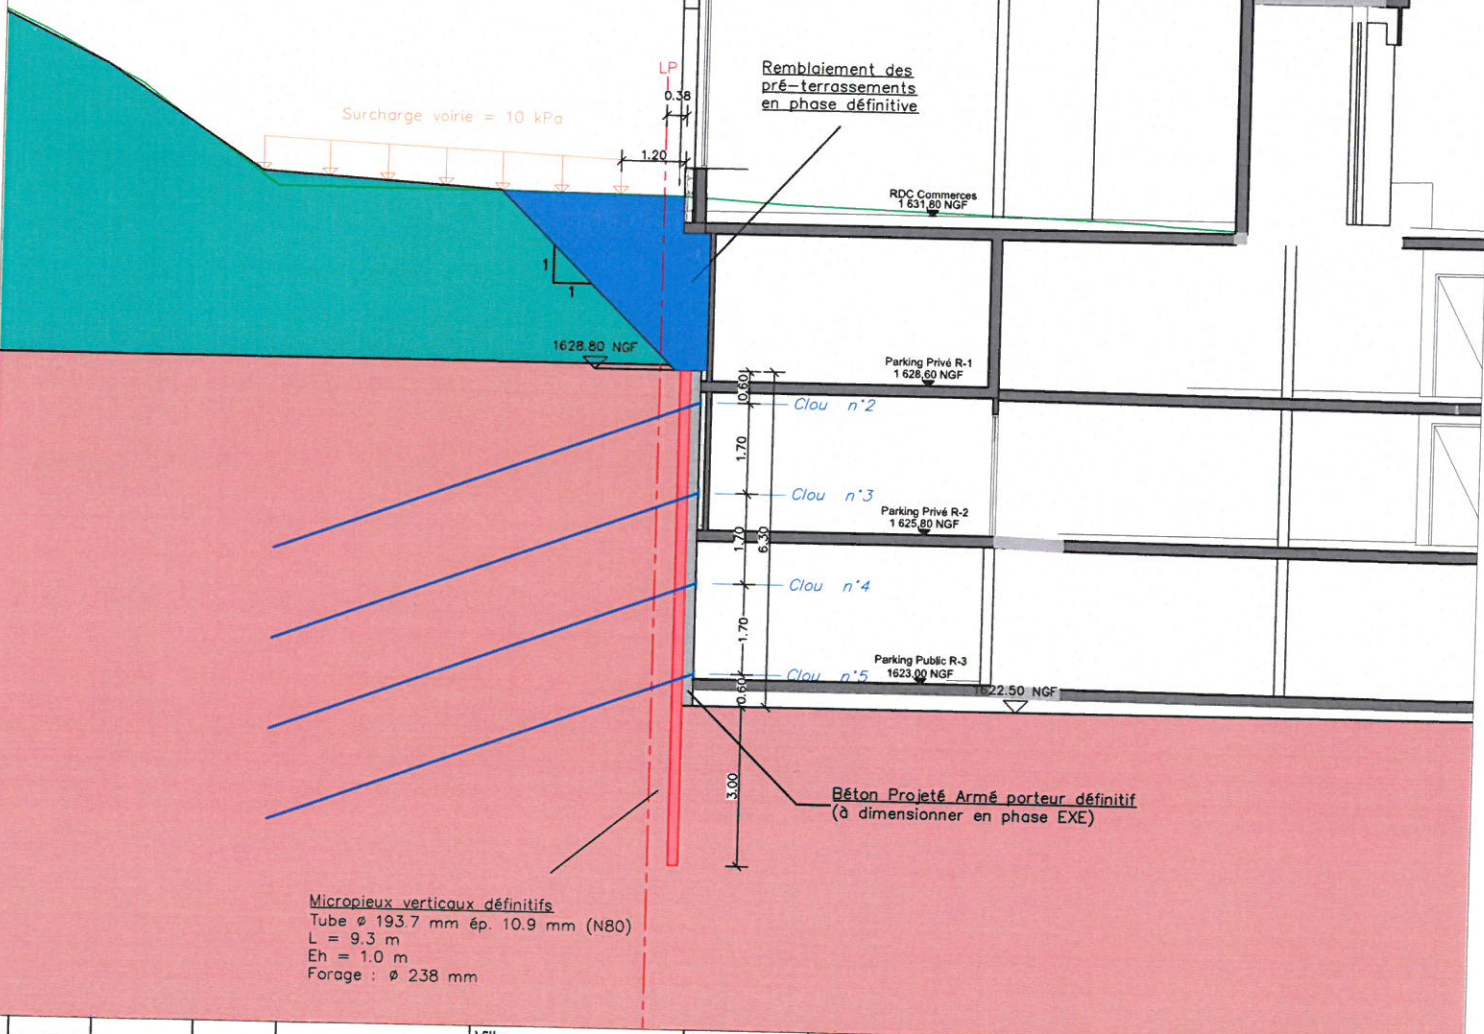 LP
0.38
Remblaiement des
pré-terrassements
en phase définitive
Surcharge voirie = 10 kPa
1.20
RDC Commerces
1 631,80 NGF
1
1
1628.80 NGF
Parking Privé R-1
1 628,60 NGF
0.60
Clou n°2
1.70
Clou n°3
Parking Privé R-2
1 625,80 NGF
1.70
6.30
Clou n°4
1.70
Parking Public R-3
1623,00 NGF
Clou n°5
0.60
1622.50 NGF
3.00
Béton Projeté Armé porteur définitif
(à dimensionner en phase EXE)
Micropieux verticaux définitifs
Tube ø 193.7 mm ép. 10.9 mm (N80)
L = 9.3 m
Eh = 1.0 m
Forage : ø 238 mm